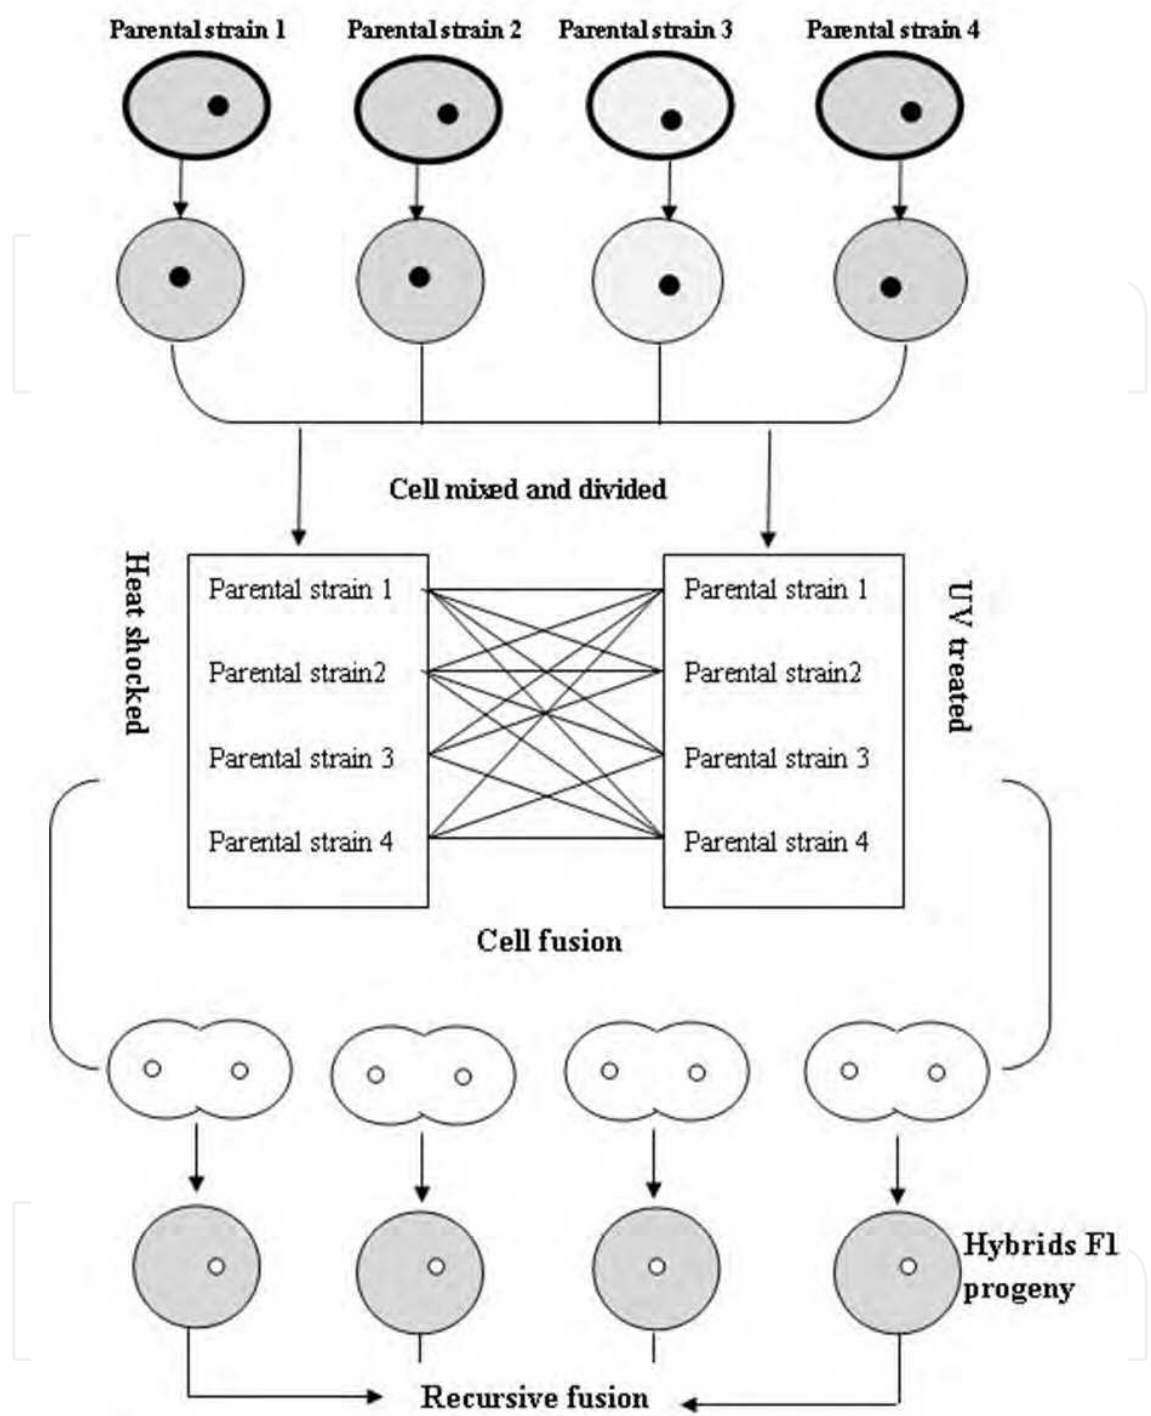 Parental strain 1
Parental strain 2
Parental strain 3
Parental strain 4
Cell mixed and divided
Heat shocked
Parental strain 1
Parental strain2
Parental strain 3
Parental strain 4
Parental strain 1
Parental strain2
Parental strain 3
Parental strain 4
UV treated
Cell fusion
Hybrids F1
progeny
Recursive fusion